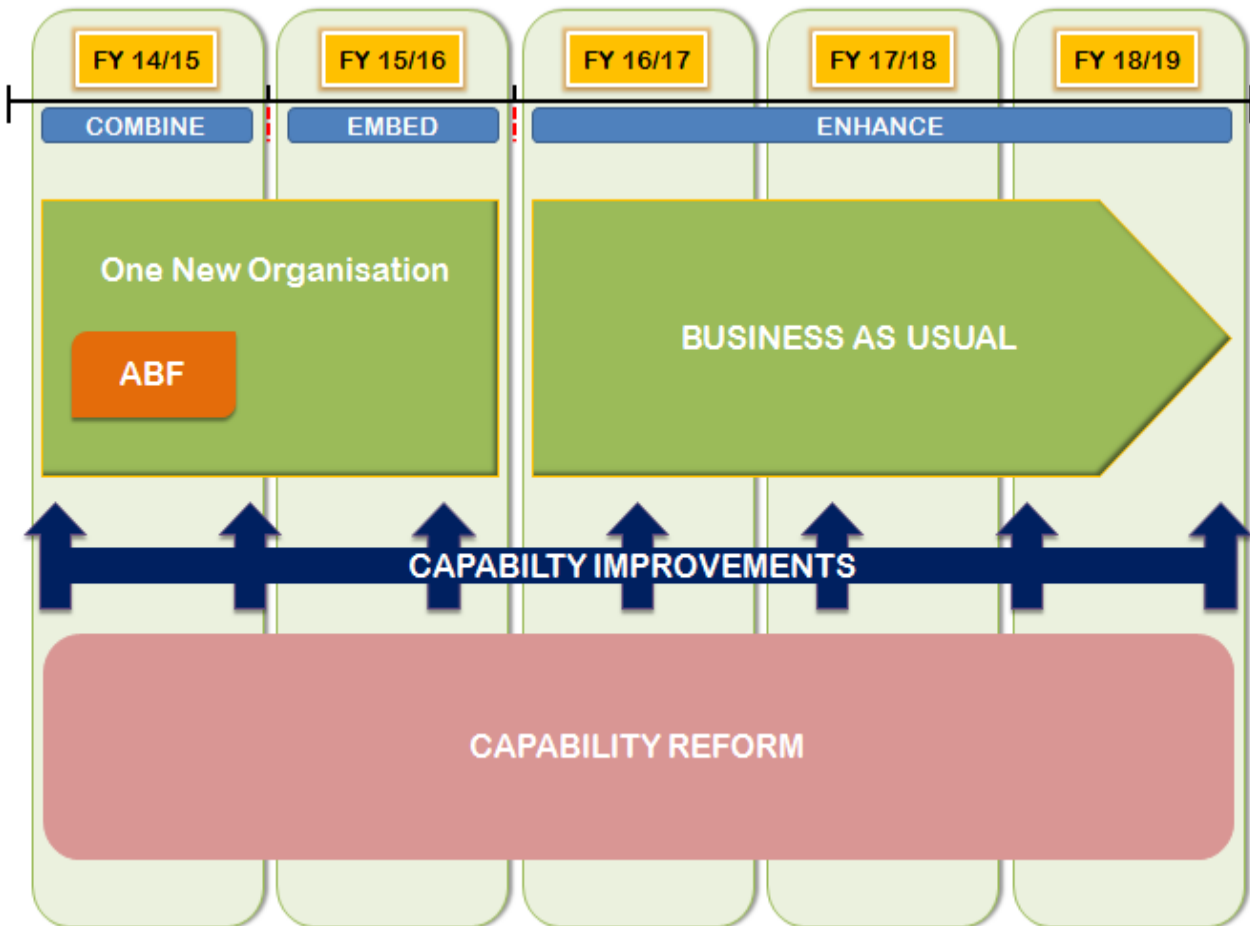 FY 14/15
FY 15/16
FY 16/17
FY 17/18
FY 18/19
COMBINE
EMBED
ENHANCE
One New Organisation
ABF
BUSINESS AS USUAL
CAPABILTY IMPROVEMENTS
CAPABILITY REFORM